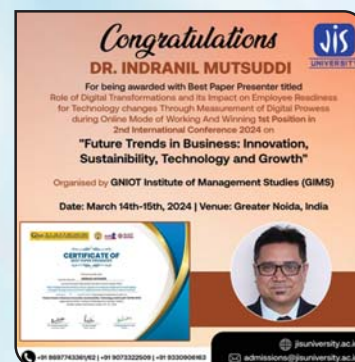 Congratulations
JIS
UNIVERSITY
DR. INDRANIL MUTSUDDI
For being awarded with Best Paper Presenter titled
Role of Digital Transformations and Its Impact on Employee Readiness
for Technology changes Through Measurement of Digital Prowess
during Online Mode of Working And Winning 1st Position in
2nd International Conference 2024 on
"Future Trends in Business: Innovation,
Sustainibility, Technology and Growth"
Organised by GNIOT Institute of Management Studies (GIMS)
Date: March 14th-15th, 2024 | Venue: Greater Noida, India
CERTIFICATE OF
jisuniversity.ac.in
admissions@jisuniversity.ac.i